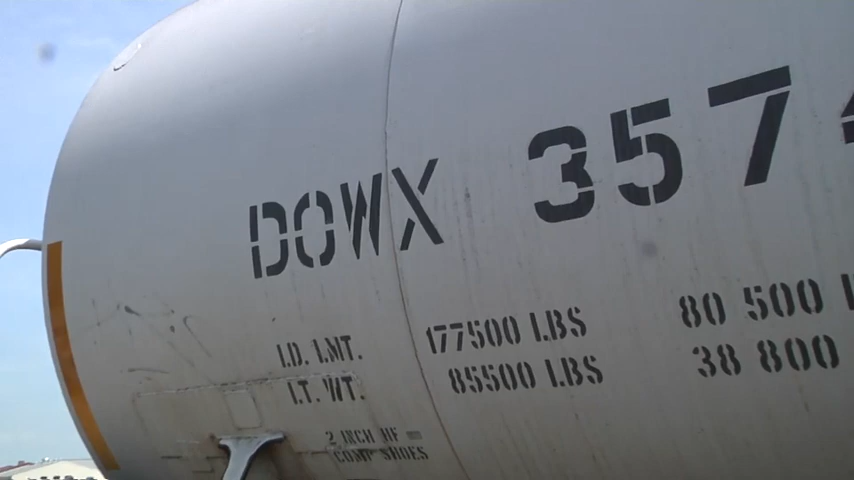 DOWX 357
LD. LMT. 177500 LBS 80 500
LT. WT. 85500 LBS 38 800
2 INCH HF
COMP SHOES